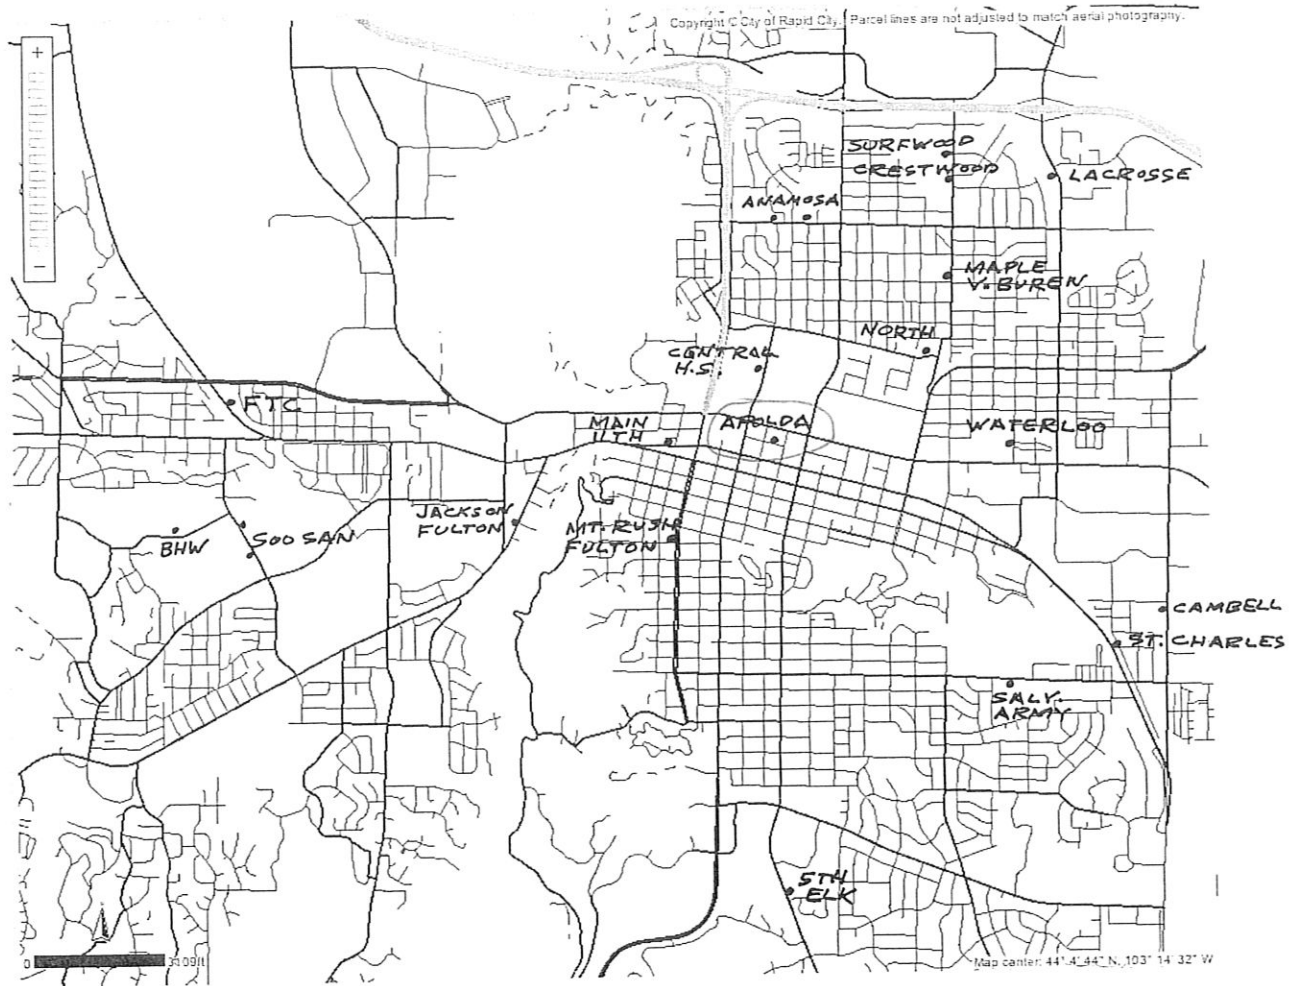 Copyright © City of Rapid City. Parcel lines are not adjusted to match aerial photography.
+
SURFWOOD
CRESTWOOD
LACROSSE
ANAMOSA
MAPLE
V. BUREN
NORTH
CENTRAL
H.S.
FTC
MAIN
11TH
APOLDA
WATERLOO
JACKSON
FULTON
MT. RUSH
FULTON
BHW
SOO SAN
CAMBELL
ST. CHARLES
SALV.
ARMY
5TH
ELK
-
0 3109ft
Map center: 44° 4' 44" N, 103° 14' 32" W